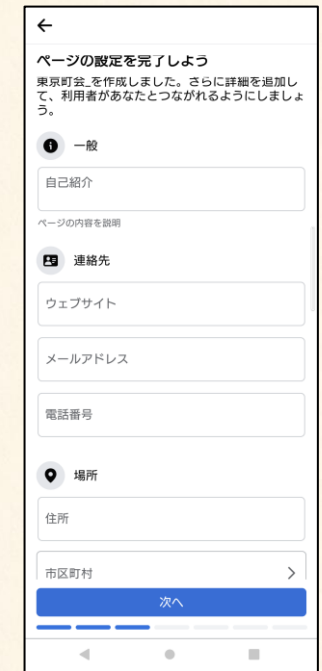 ページの設定を完了しよう
東京町会_を作成しました。さらに詳細を追加し
て、利用者があなたとつながれるようにしましょ
う。
一般
自己紹介
ページの内容を説明
連絡先
ウェブサイト
メールアドレス
電話番号
場所
住所
市区町村
次へ